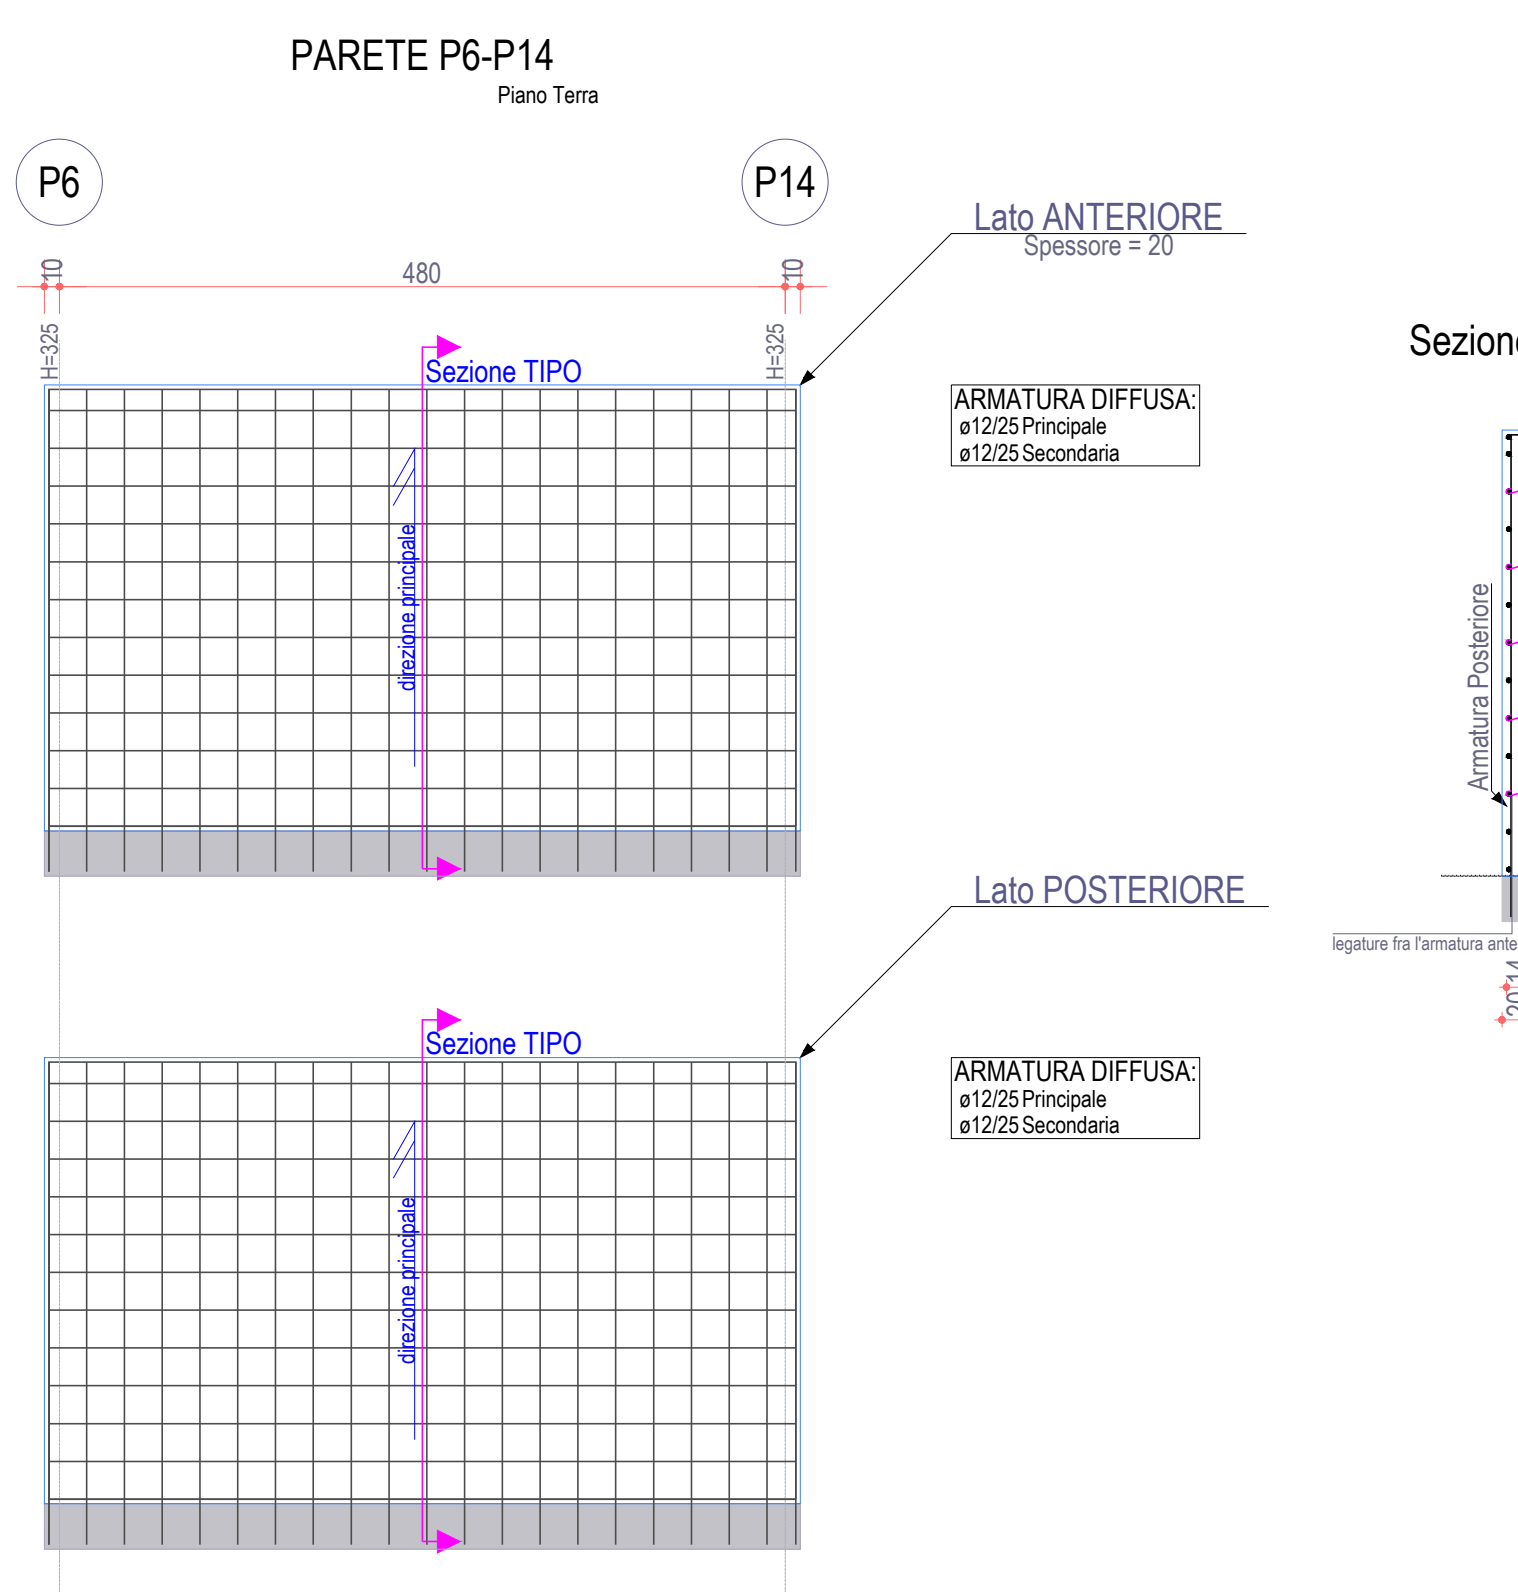 PARETE P6-P14
Piano Terra
P6
P14
Lato ANTERIORE
Spessore = 20
10
480
10
H=325
H=325
Sezione TIPO
direzione principale
ARMATURA DIFFUSA:
ø12/25 Principale
ø12/25 Secondaria
Armatura Posteriore
Lato POSTERIORE
legature fra l'armatura
20
14
Sezione TIPO
direzione principale
ARMATURA DIFFUSA:
ø12/25 Principale
ø12/25 Secondaria